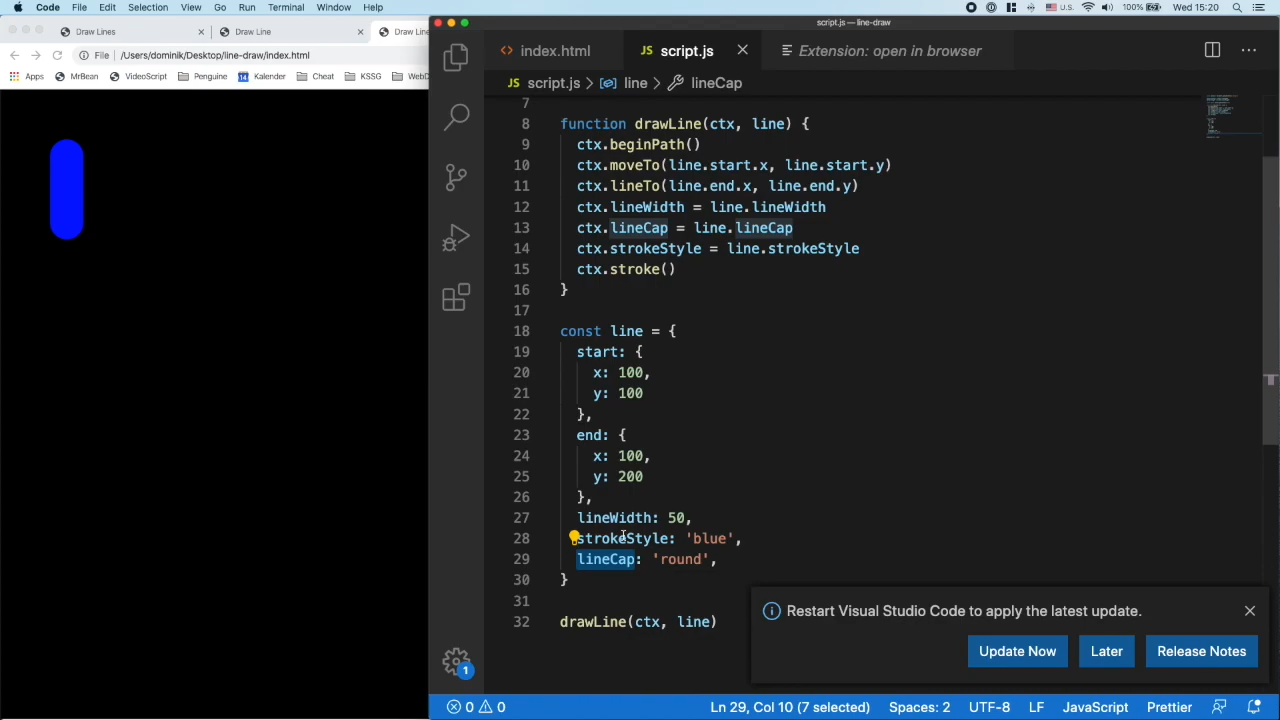 Code File Edit Selection View Go Run Terminal Window Help U.S. 100% Wed 15:20
script.js — line-draw
Draw Lines × Draw Line × Draw Line
File /Users/dominik/Desktop/line-draw/index.html
Apps MrBean VideoScript Penguine 14 Kalender Cheat KSSG WebD
<> index.html JS script.js × Extension: open in browser ···
JS script.js > line > lineCap
7
8 function drawLine(ctx, line) {
9 ctx.beginPath()
10 ctx.moveTo(line.start.x, line.start.y)
11 ctx.lineTo(line.end.x, line.end.y)
12 ctx.lineWidth = line.lineWidth
13 ctx.lineCap = line.lineCap
14 ctx.strokeStyle = line.strokeStyle
15 ctx.stroke()
16 }
17
18 const line = {
19 start: {
20 x: 100,
21 y: 100
22 },
23 end: {
24 x: 100,
25 y: 200
26 },
27 lineWidth: 50,
28 strokeStyle: 'blue',
29 lineCap: 'round',
30 }
31
32 drawLine(ctx, line)
Restart Visual Studio Code to apply the latest update.
Update Now Later Release Notes
1
0 0 Ln 29, Col 10 (7 selected) Spaces: 2 UTF-8 LF JavaScript Prettier